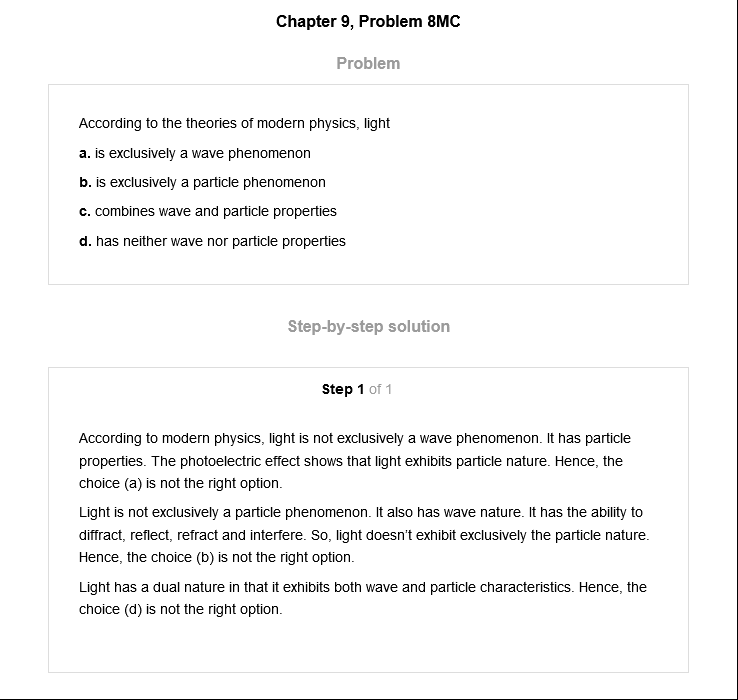 Chapter 9, Problem 8MC
Problem
According to the theories of modern physics, light
a. is exclusively a wave phenomenon
b. is exclusively a particle phenomenon
c. combines wave and particle properties
d. has neither wave nor particle properties
Step-by-step solution
Step 1 of 1
According to modern physics, light is not exclusively a wave phenomenon. It has particle
properties. The photoelectric effect shows that light exhibits particle nature. Hence, the
choice (a) is not the right option.
Light is not exclusively a particle phenomenon. It also has wave nature. It has the ability to
diffract, reflect, refract and interfere. So, light doesn’t exhibit exclusively the particle nature.
Hence, the choice (b) is not the right option.
Light has a dual nature in that it exhibits both wave and particle characteristics. Hence, the
choice (d) is not the right option.